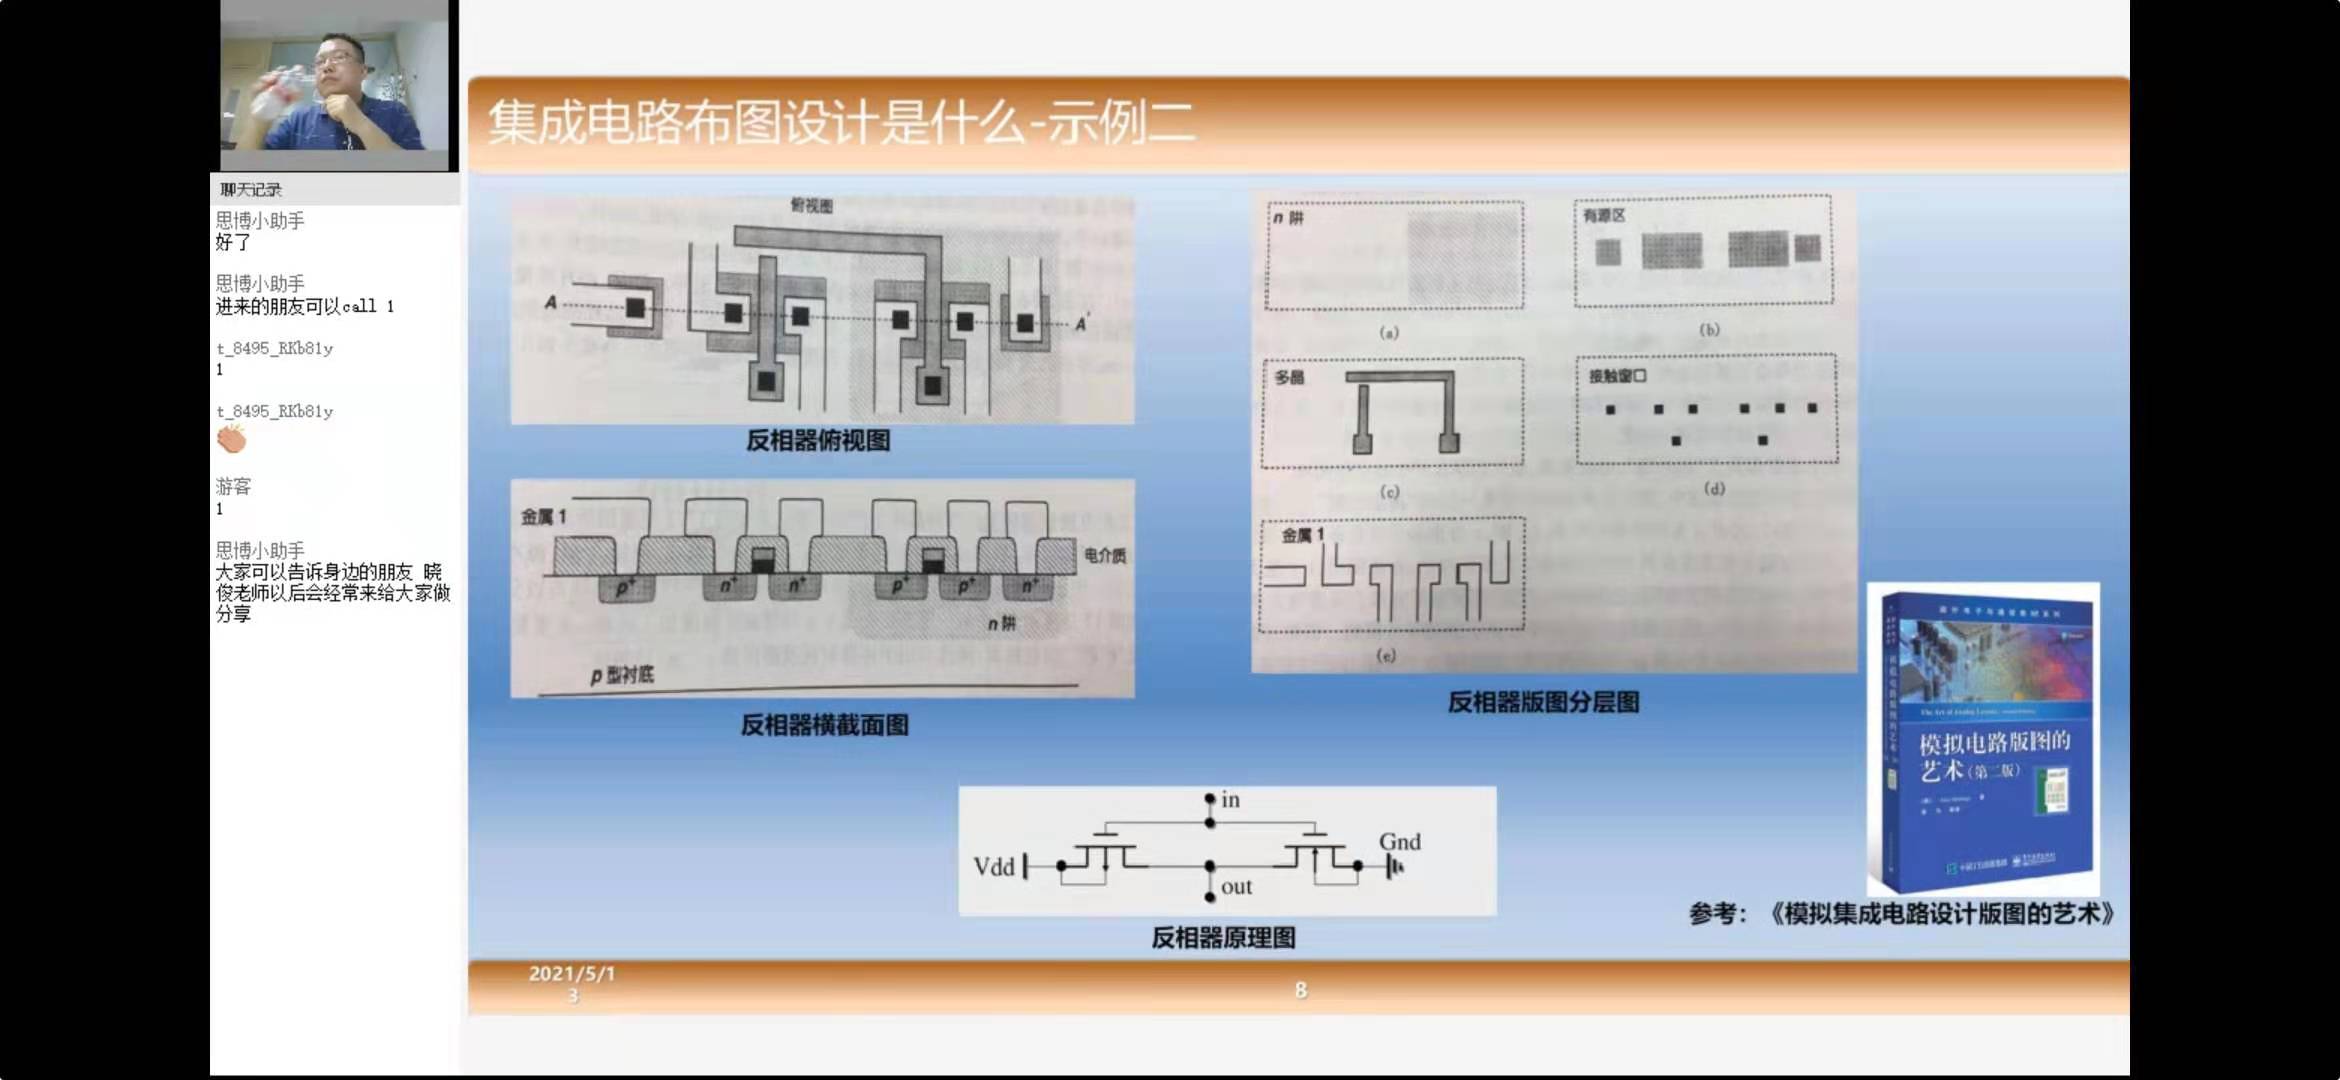 聊天记录
思博小助手
好了
思博小助手
进来的朋友可以call 1
t_8495_RKb81y
1
t_8495_RKb81y
游客
1
思博小助手
大家可以告诉身边的朋友 晓
俊老师以后会经常来给大家做
分享
集成电路布图设计是什么-示例二
俯视图
A
A'
反相器俯视图
金属1
电介质
p+
n+
n+
p+
p+
n+
n阱
p型衬底
反相器横截面图
n阱
(a)
有源区
(b)
多晶
(c)
接触窗口
(d)
金属1
(e)
反相器版图分层图
in
Vdd
Gnd
out
反相器原理图
模拟电路版图的
艺术(第二版)
参考：《模拟集成电路设计版图的艺术》
2021/5/1
3
8